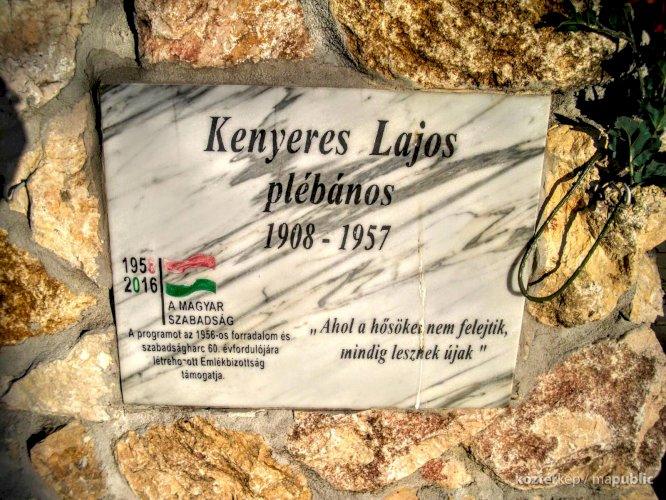 Kenyeres Lajos
plébános
1908 - 1957
1956
2016
A MAGYAR
SZABADSÁG
A programot az 1956-os forradalom és
szabadságharc 60. évfordulójára
létrehozott Emlékbizottság
támogatja.
„Ahol a hősöket nem felejtik,
mindig lesznek újak"
köztérkép / mapublic